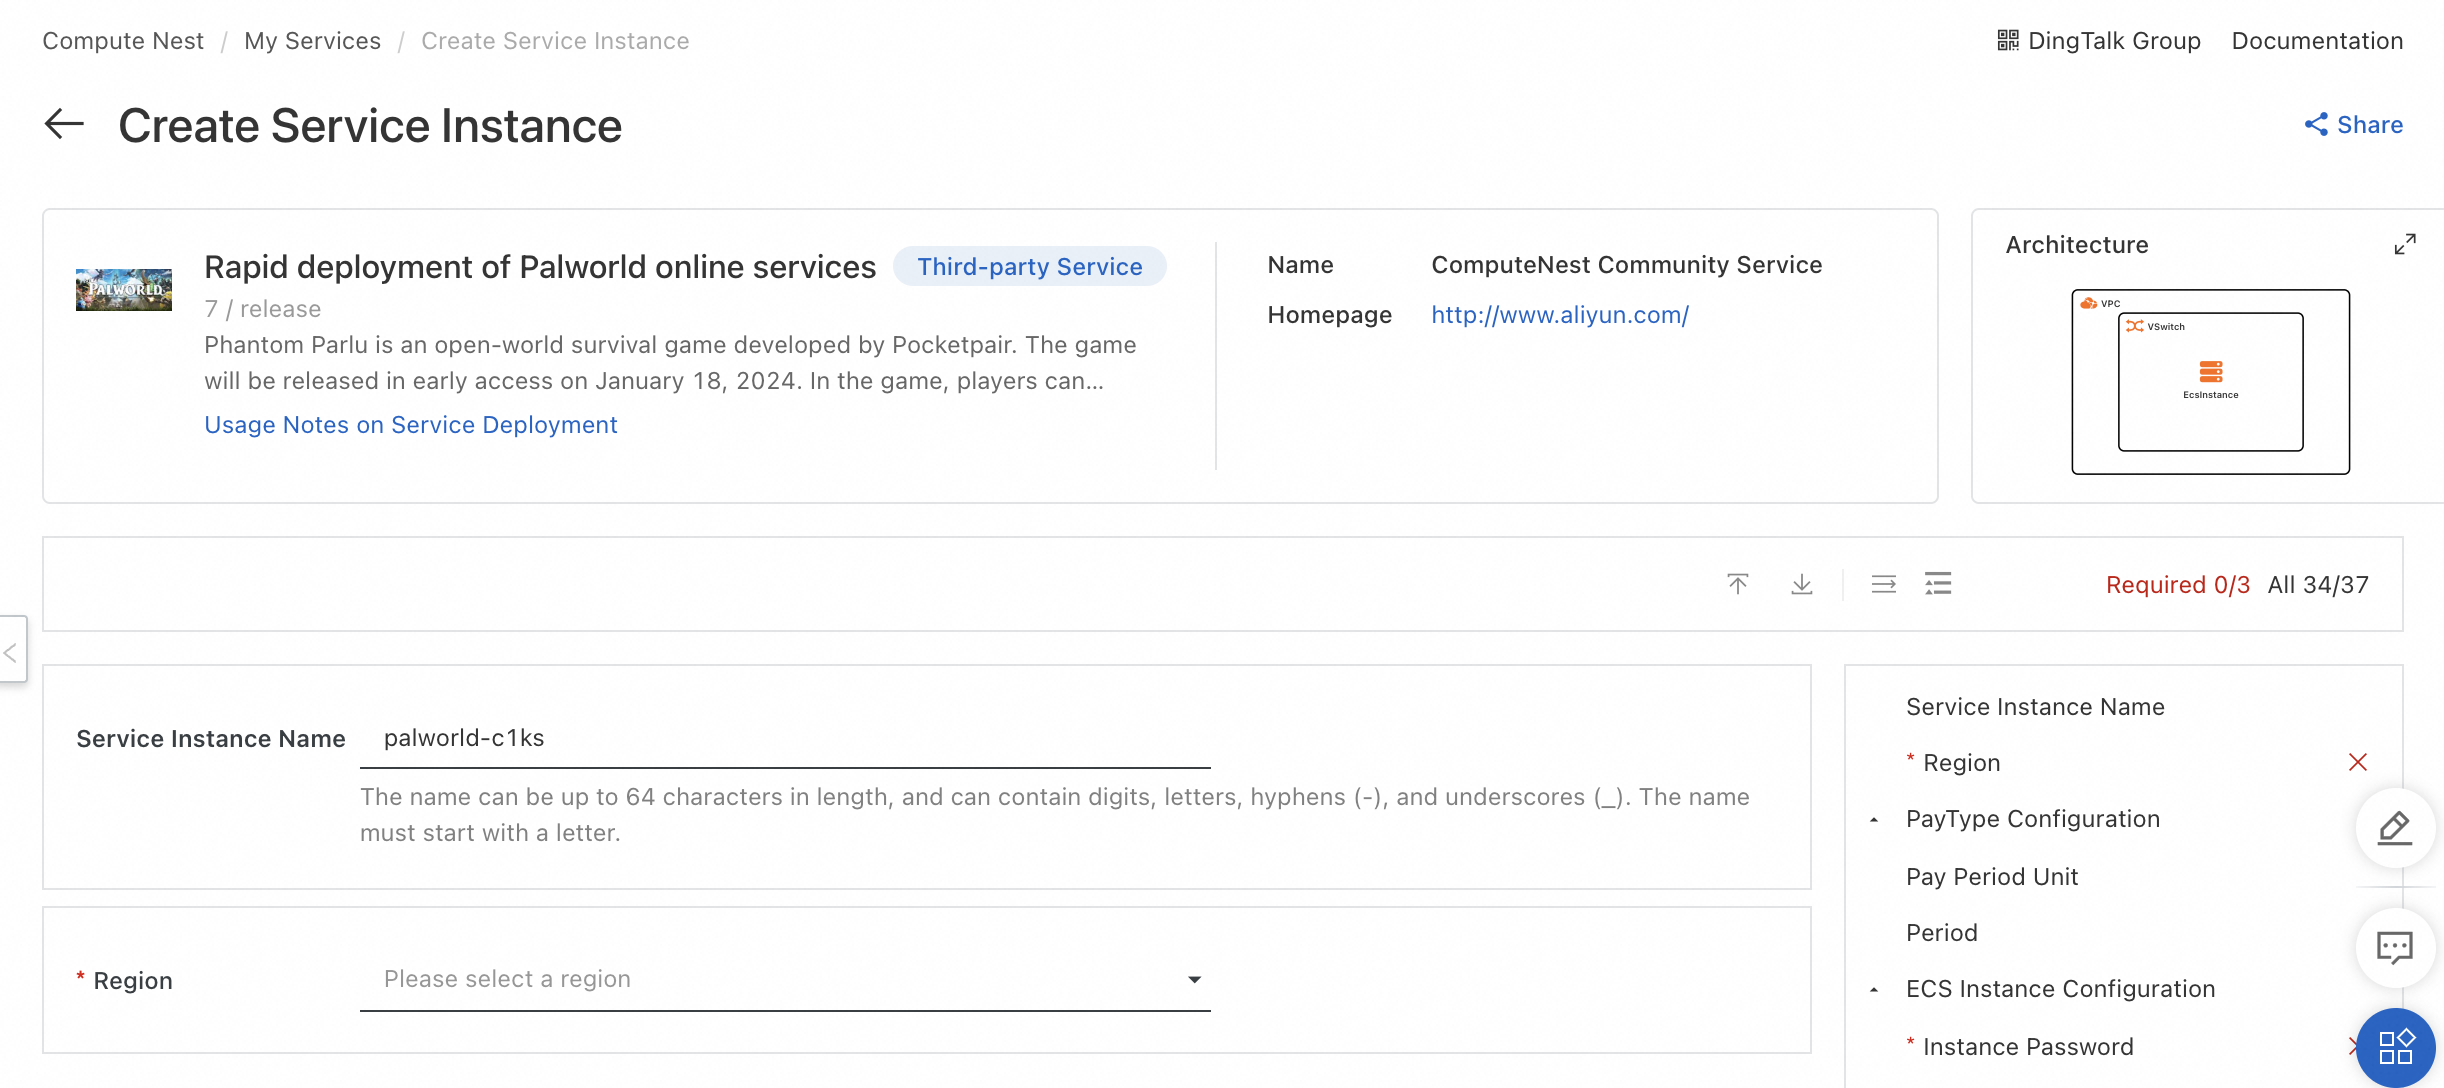 Compute Nest / My Services / Create Service Instance
DingTalk Group Documentation
Create Service Instance
Share
PALWORLD
Rapid deployment of Palworld online services Third-party Service
7 / release
Phantom Parlu is an open-world survival game developed by Pocketpair. The game
will be released in early access on January 18, 2024. In the game, players can...
Usage Notes on Service Deployment
Name ComputeNest Community Service
Homepage http://www.aliyun.com/
Architecture
VPC
VSwitch
EcsInstance
Required 0/3 All 34/37
Service Instance Name palworld-c1ks
The name can be up to 64 characters in length, and can contain digits, letters, hyphens (-), and underscores (_). The name
must start with a letter.
* Region Please select a region
Service Instance Name
* Region
PayType Configuration
Pay Period Unit
Period
ECS Instance Configuration
* Instance Password